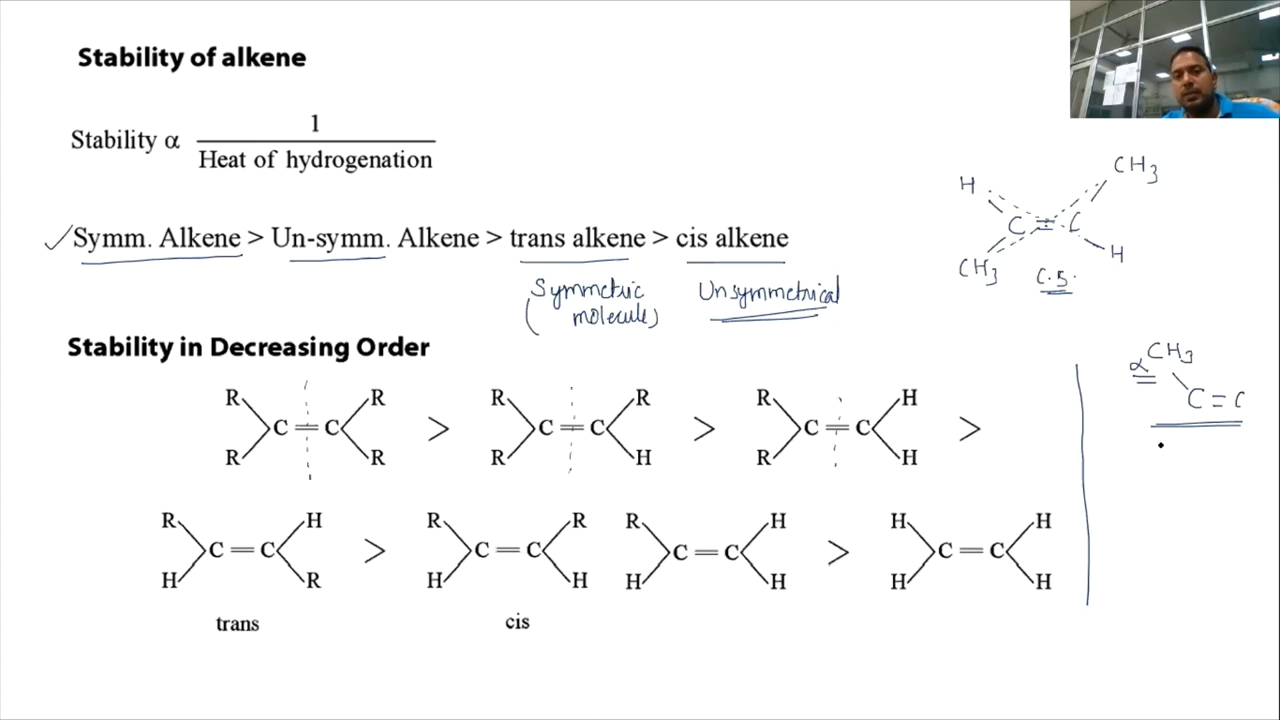 Stability of alkene
Stability α 1 / Heat of hydrogenation
Symm. Alkene > Un-symm. Alkene > trans alkene > cis alkene
(Symmetric molecule)
Unsymmetrical
H CH3
C = C
CH3 H
C.S.
Stability in Decreasing Order
R R R R H
C = C > C = C > C = C >
R R R H R H
R R H
α CH3
C = C
R H R R R H H H
C = C > C = C C = C > C = C
H R H H H H H H
trans cis